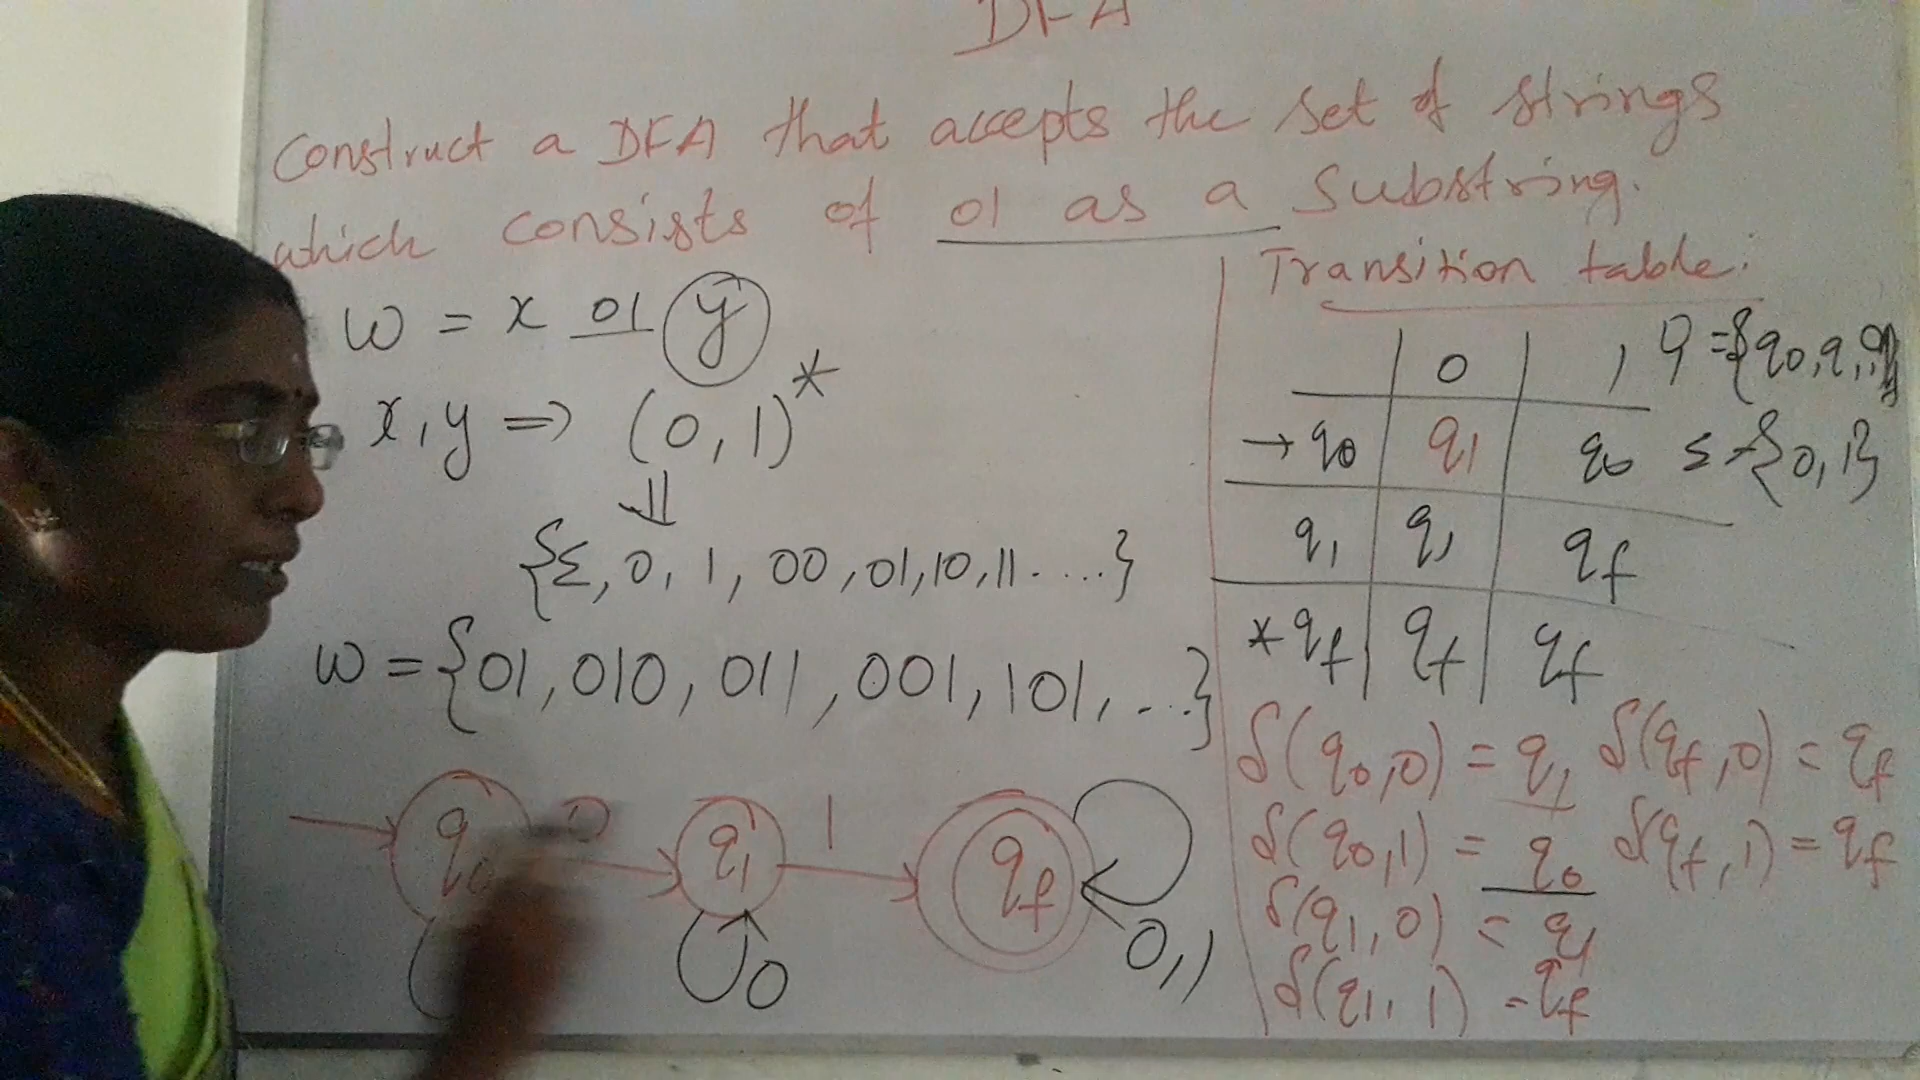 DFA
Construct a DFA that accepts the set of strings
which consists of 01 as a substring.
w = x 01 y
x, y => (0, 1)*
{Σ, 0, 1, 00, 01, 10, 11 .....}
w = {01, 010, 011, 001, 101, ...}
q0 0 q1 1 qf
0
0, 1
Transition table:
0 1
→ q0 q1 q0
q1 q1 qf
* qf qf qf
Σ = {0, 1}
δ(q0, 0) = q1 δ(qf, 0) = qf
δ(q0, 1) = q0 δ(qf, 1) = qf
δ(q1, 0) = q1
δ(q1, 1) = qf